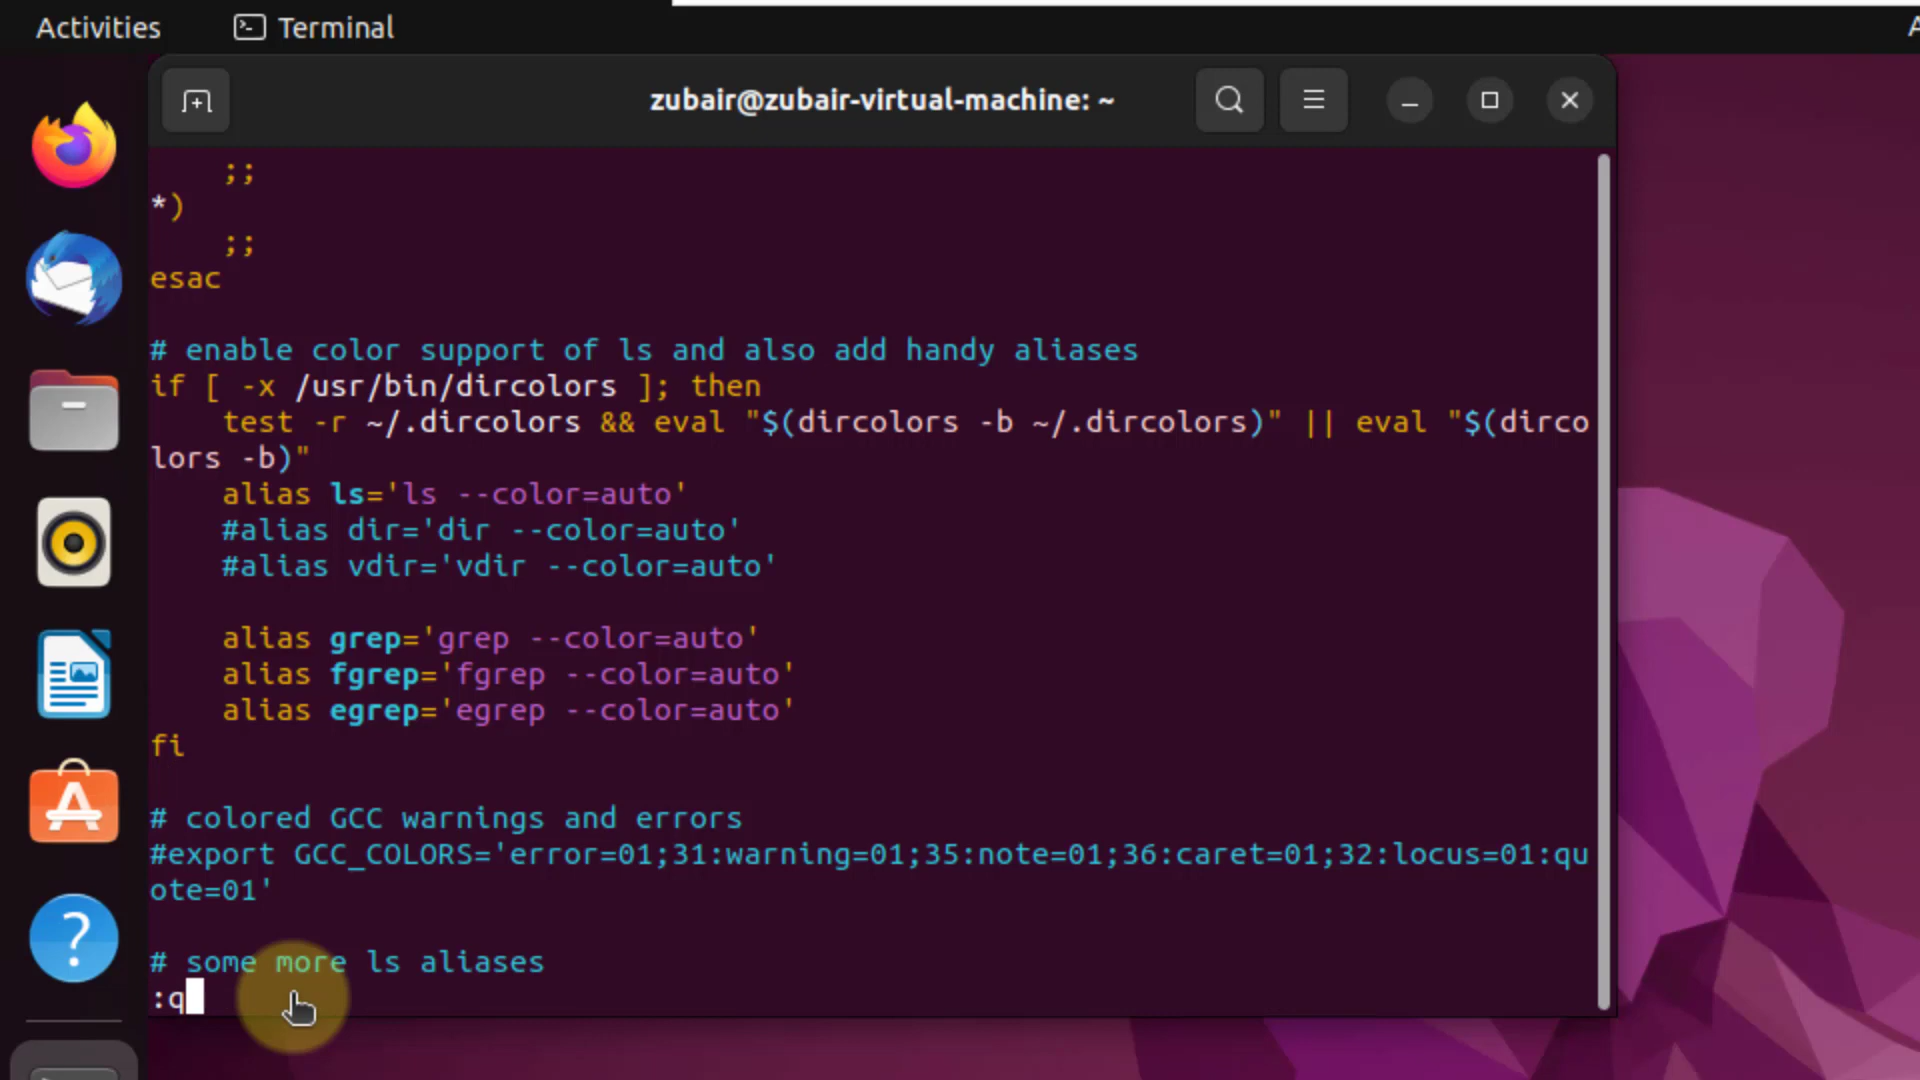 Activities Terminal
zubair@zubair-virtual-machine: ~
;;
*)
;;
esac
# enable color support of ls and also add handy aliases
if [ -x /usr/bin/dircolors ]; then
test -r ~/.dircolors && eval "$(dircolors -b ~/.dircolors)" || eval "$(dirco
lors -b)"
alias ls='ls --color=auto'
#alias dir='dir --color=auto'
#alias vdir='vdir --color=auto'
alias grep='grep --color=auto'
alias fgrep='fgrep --color=auto'
alias egrep='egrep --color=auto'
fi
# colored GCC warnings and errors
#export GCC_COLORS='error=01;31:warning=01;35:note=01;36:caret=01;32:locus=01:qu
ote=01'
# some more ls aliases
:q